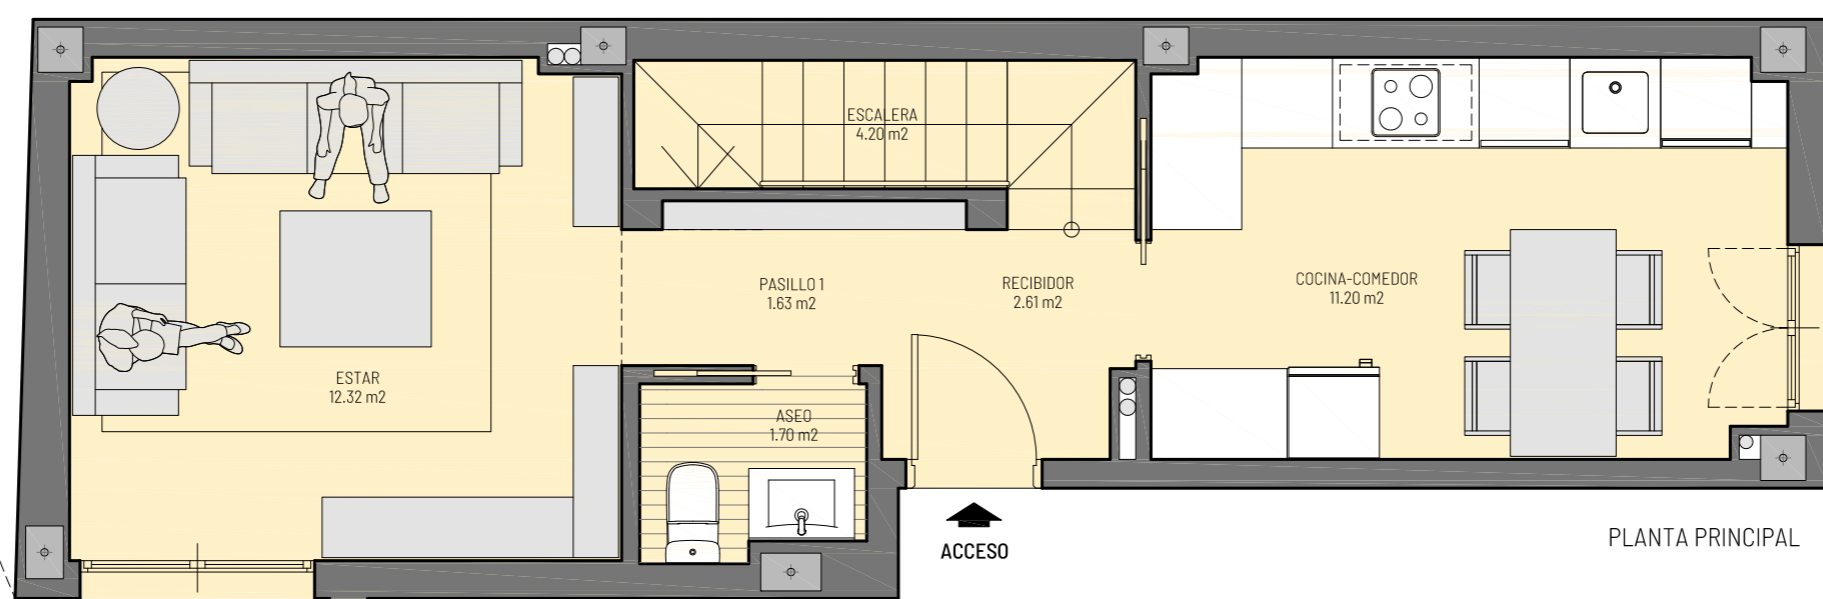 ESCALERA
4.20 m2
PASILLO 1
1.63 m2
RECIBIDOR
2.61 m2
COCINA-COMEDOR
11.20 m2
ESTAR
12.32 m2
ASEO
1.70 m2
ACCESO
PLANTA PRINCIPAL